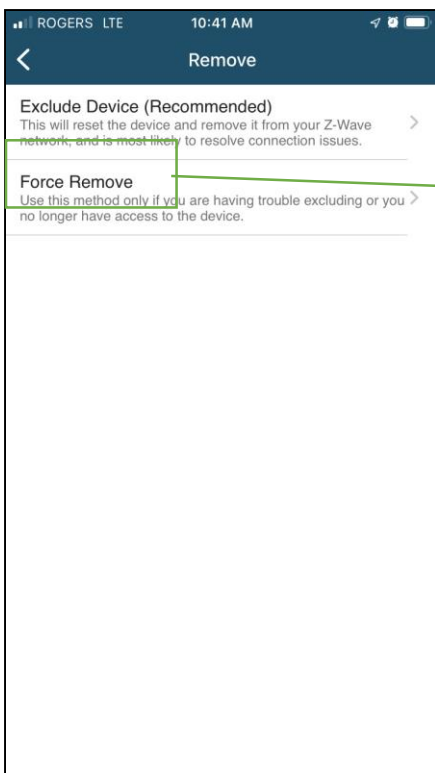 ROGERS LTE 10:41 AM
Remove
Exclude Device (Recommended)
This will reset the device and remove it from your Z-Wave
network, and is most likely to resolve connection issues.
Force Remove
Use this method only if you are having trouble excluding or you
no longer have access to the device.